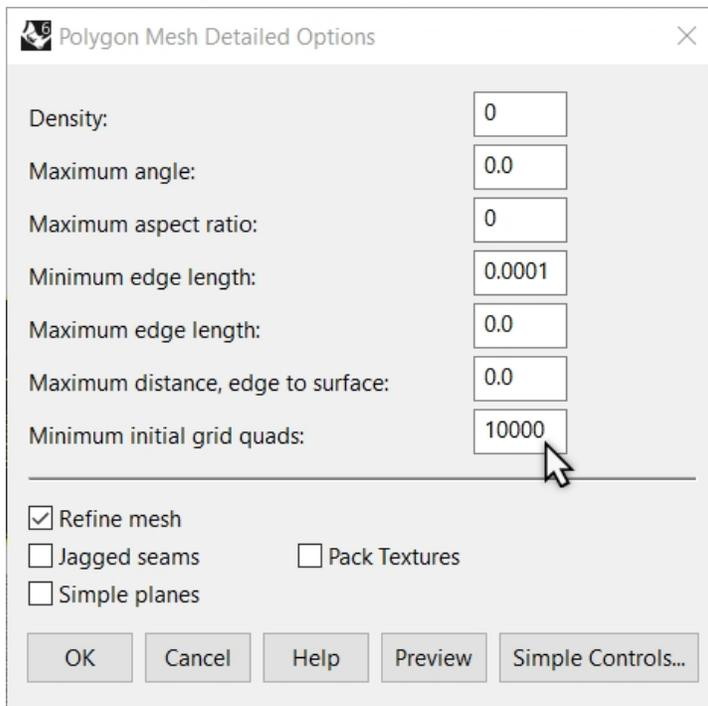 6 Polygon Mesh Detailed Options
Density: 0
Maximum angle: 0.0
Maximum aspect ratio: 0
Minimum edge length: 0.0001
Maximum edge length: 0.0
Maximum distance, edge to surface: 0.0
Minimum initial grid quads: 10000
Refine mesh
Jagged seams Pack Textures
Simple planes
OK Cancel Help Preview Simple Controls...